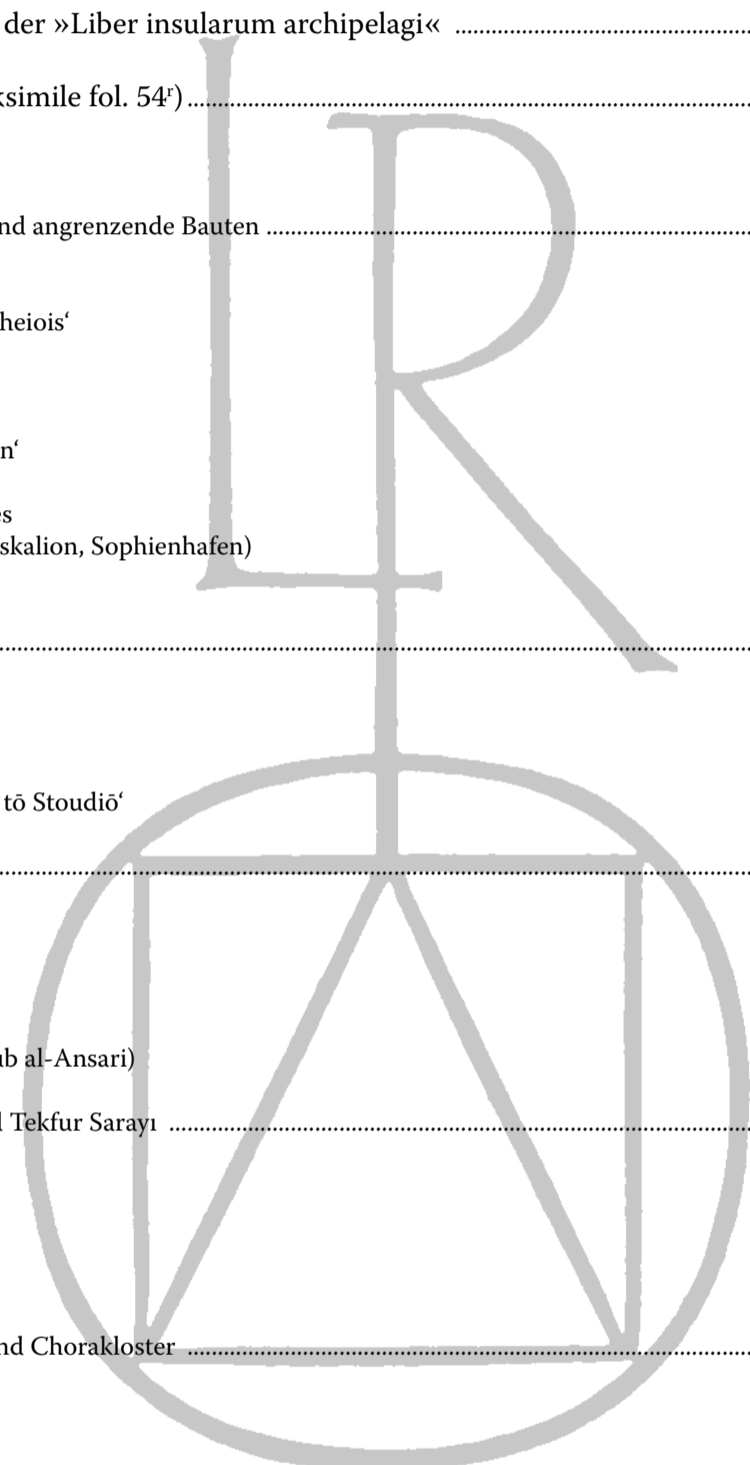 der »Liber insularum archipelagi« ........................................
ksimile fol. 54ʳ) ........................................
nd angrenzende Bauten ........................................
heiois‘
n‘
es
skalion, Sophienhafen)
........................................
tō Stoudiō‘
........................................
ub al-Ansari)
l Tekfur Sarayı ........................................
nd Chorakloster ........................................
LR